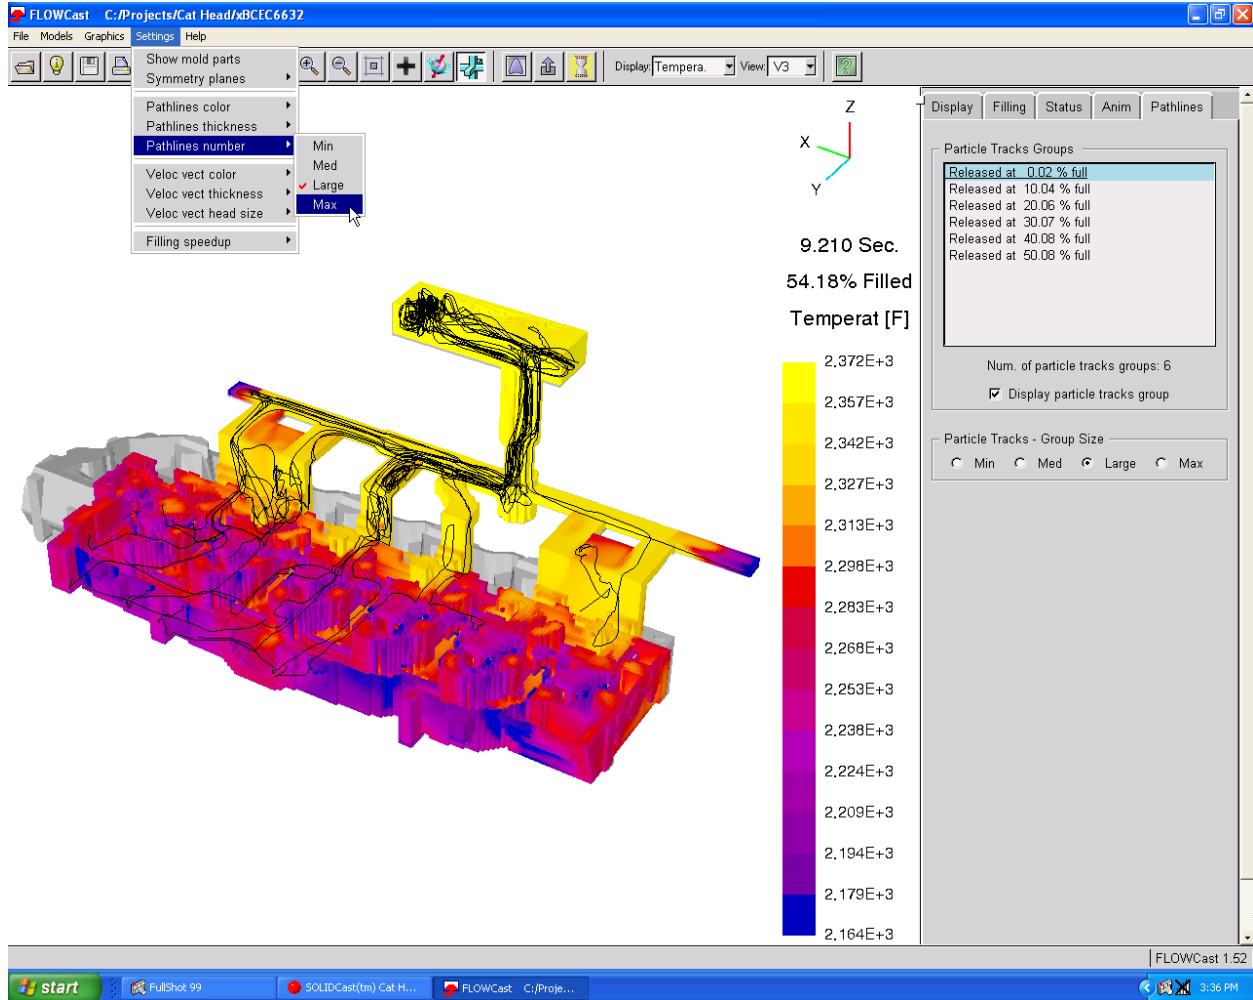 FLOWCast    C:/Projects/Cat Head/xBCEC6632
File  Models  Graphics  Settings  Help
Display: Tempera.  View: V3
Show mold parts
Symmetry planes
Pathlines color
Pathlines thickness
Pathlines number
Veloc vect color
Veloc vect thickness
Veloc vect head size
Filling speedup
Min
Med
Large
Max
Z
X
Y
9.210 Sec.
54.18% Filled
Temperat [F]
2.372E+3
2.357E+3
2.342E+3
2.327E+3
2.313E+3
2.298E+3
2.283E+3
2.268E+3
2.253E+3
2.238E+3
2.224E+3
2.209E+3
2.194E+3
2.179E+3
2.164E+3
Display  Filling  Status  Anim  Pathlines
Particle Tracks Groups
Released at   0.02 % full
Released at  10.04 % full
Released at  20.06 % full
Released at  30.07 % full
Released at  40.08 % full
Released at  50.08 % full
Num. of particle tracks groups: 6
Display particle tracks group
Particle Tracks - Group Size
Min  Med  Large  Max
FLOWCast 1.52
start  FullShot 99  SOLIDCast(tm) Cat H...  FLOWCast   C:/Proje...  3:36 PM